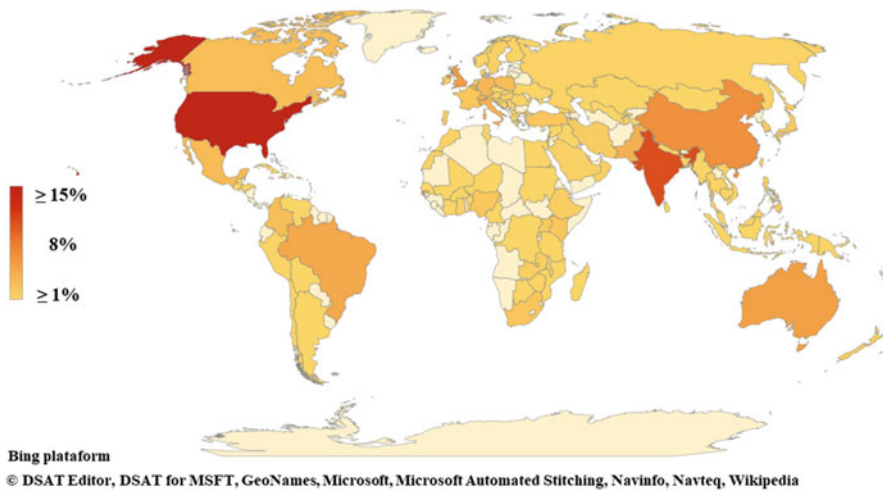 ≥ 15%
8%
≥ 1%
Bing plataform
© DSAT Editor, DSAT for MSFT, GeoNames, Microsoft, Microsoft Automated Stitching, Navinfo, Navteq, Wikipedia